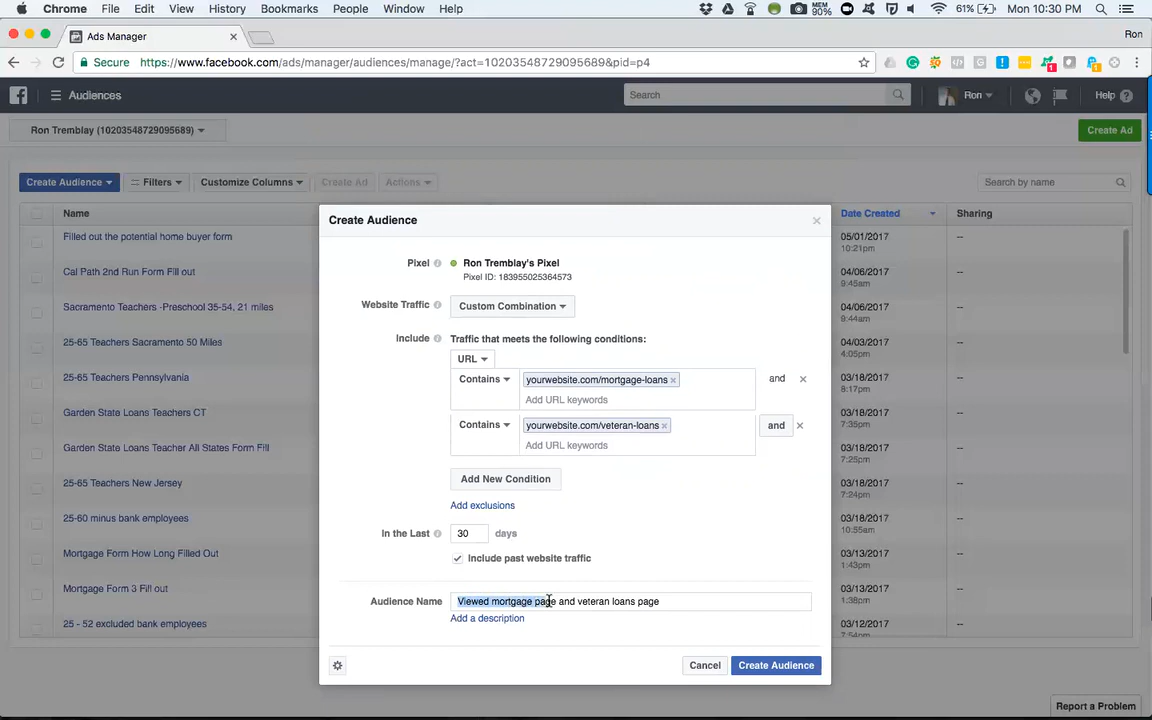 Chrome File Edit View History Bookmarks People Window Help MEM 90% 61% Mon 10:30 PM
Ads Manager Ron
Secure https://www.facebook.com/ads/manager/audiences/manage/?act=10203548729095689&pid=p4
Audiences Search Ron Help
Ron Tremblay (10203548729095689) Create Ad
Create Audience Filters Customize Columns Create Ad Actions Search by name
Name Date Created Sharing
Filled out the potential home buyer form 05/01/2017 --
10:21pm
Cal Path 2nd Run Form Fill out 04/06/2017 --
9:45am
Sacramento Teachers -Preschool 35-54, 21 miles 04/06/2017 --
9:44am
25-65 Teachers Sacramento 50 Miles 04/03/2017 --
4:05pm
25-65 Teachers Pennsylvania 03/18/2017 --
8:17pm
Garden State Loans Teachers CT 03/18/2017 --
7:35pm
Garden State Loans Teacher All States Form Fill 03/18/2017 --
7:25pm
25-65 Teachers New Jersey 03/18/2017 --
7:24pm
25-60 minus bank employees 03/18/2017 --
10:55am
Mortgage Form How Long Filled Out 03/13/2017 --
1:43pm
Mortgage Form 3 Fill out 03/13/2017 --
1:38pm
25 - 52 excluded bank employees 03/12/2017 --
7:54pm
Create Audience
Pixel Ron Tremblay's Pixel
Pixel ID: 183955025364573
Website Traffic Custom Combination
Include Traffic that meets the following conditions:
URL
Contains yourwebsite.com/mortgage-loans and
Add URL keywords
Contains yourwebsite.com/veteran-loans and
Add URL keywords
Add New Condition
Add exclusions
In the Last 30 days
Include past website traffic
Audience Name Viewed mortgage page and veteran loans page
Add a description
Cancel Create Audience
Report a Problem